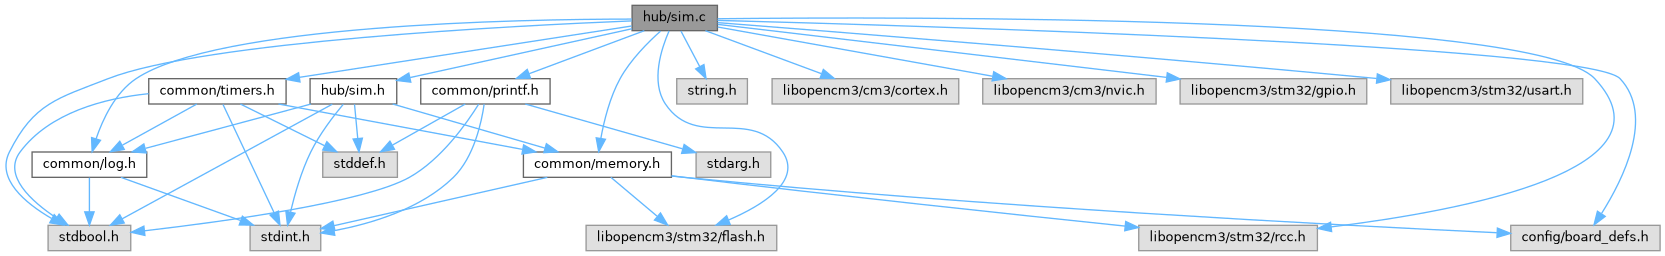 hub/sim.c
common/timers.h
hub/sim.h
common/printf.h
string.h
libopencm3/cm3/cortex.h
libopencm3/cm3/nvic.h
libopencm3/stm32/gpio.h
libopencm3/stm32/usart.h
common/log.h
stddef.h
common/memory.h
stdarg.h
stdbool.h
stdint.h
libopencm3/stm32/flash.h
libopencm3/stm32/rcc.h
config/board_defs.h